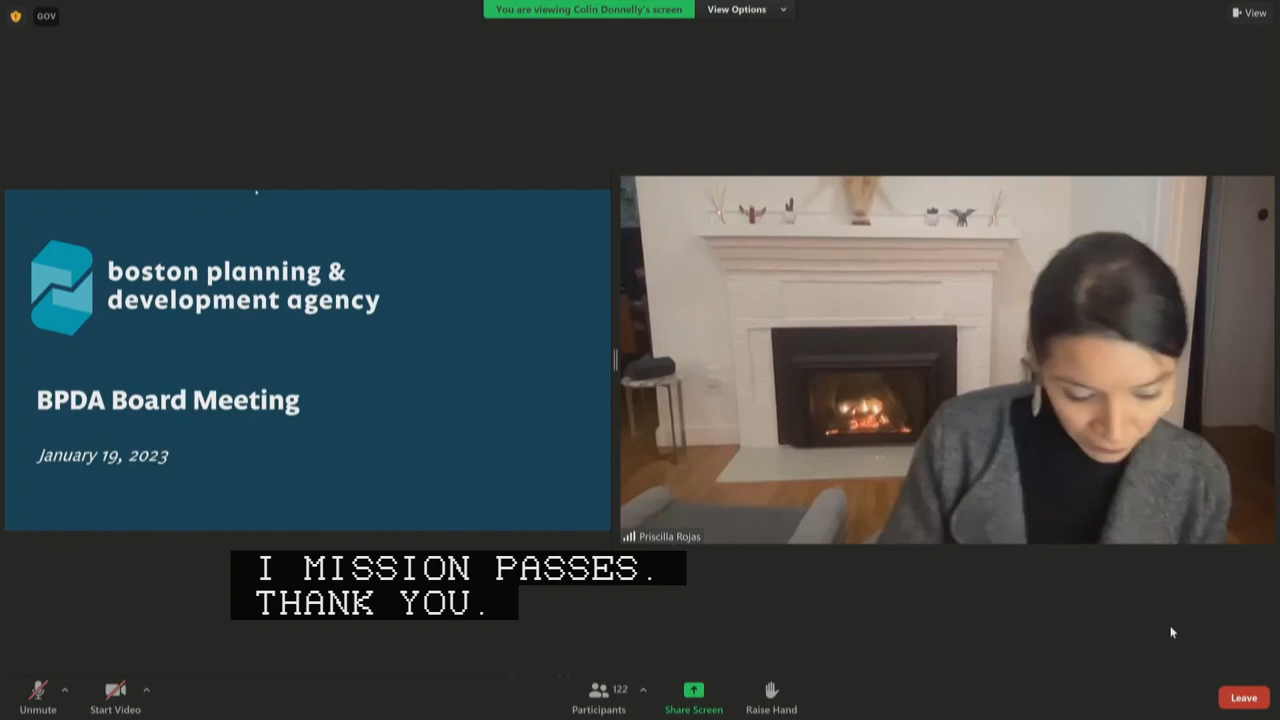 GOV
You are viewing Colin Donnelly's screen
View Options
View
boston planning &
development agency
BPDA Board Meeting
January 19, 2023
Priscilla Rojas
I MISSION PASSES.
THANK YOU.
Unmute
Start Video
122
Participants
Share Screen
Raise Hand
Leave